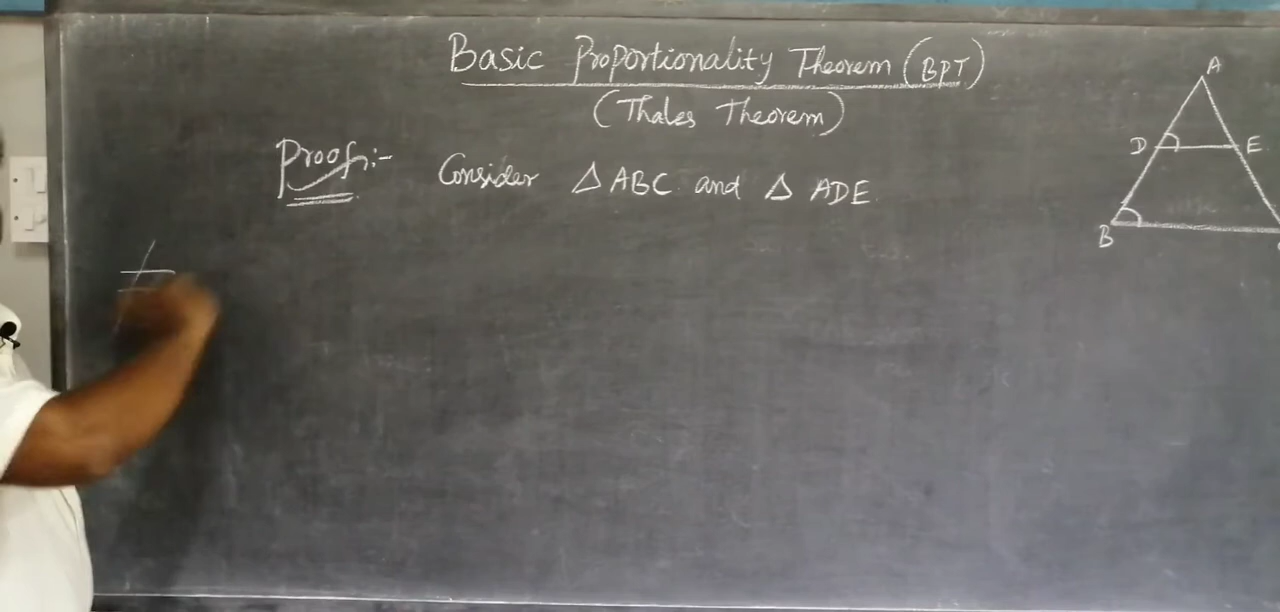 Basic Proportionality Theorem (BPT)
(Thales Theorem)
Proof:- Consider △ ABC and △ ADE
A
D E
B